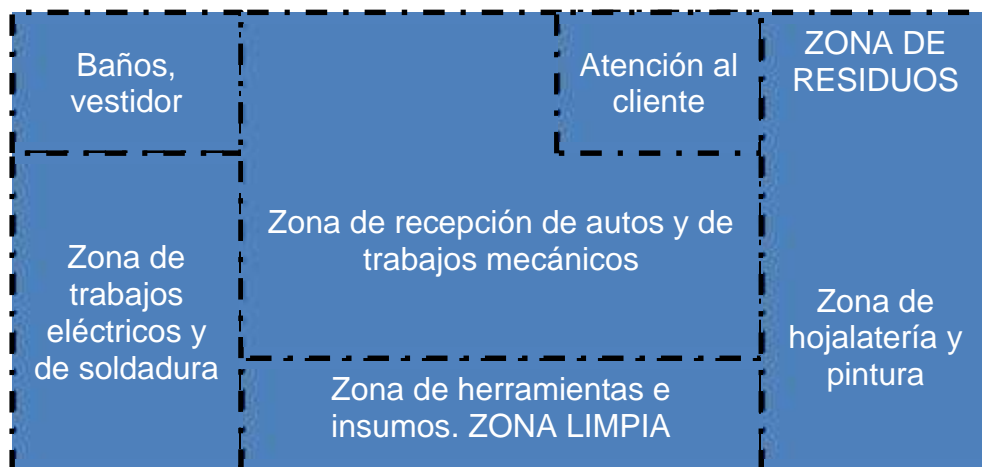 Baños,
vestidor
Atención al
cliente
ZONA DE
RESIDUOS
Zona de recepción de autos y de
trabajos mecánicos
Zona de
trabajos
eléctricos y
de soldadura
Zona de
hojalatería y
pintura
Zona de herramientas e
insumos. ZONA LIMPIA